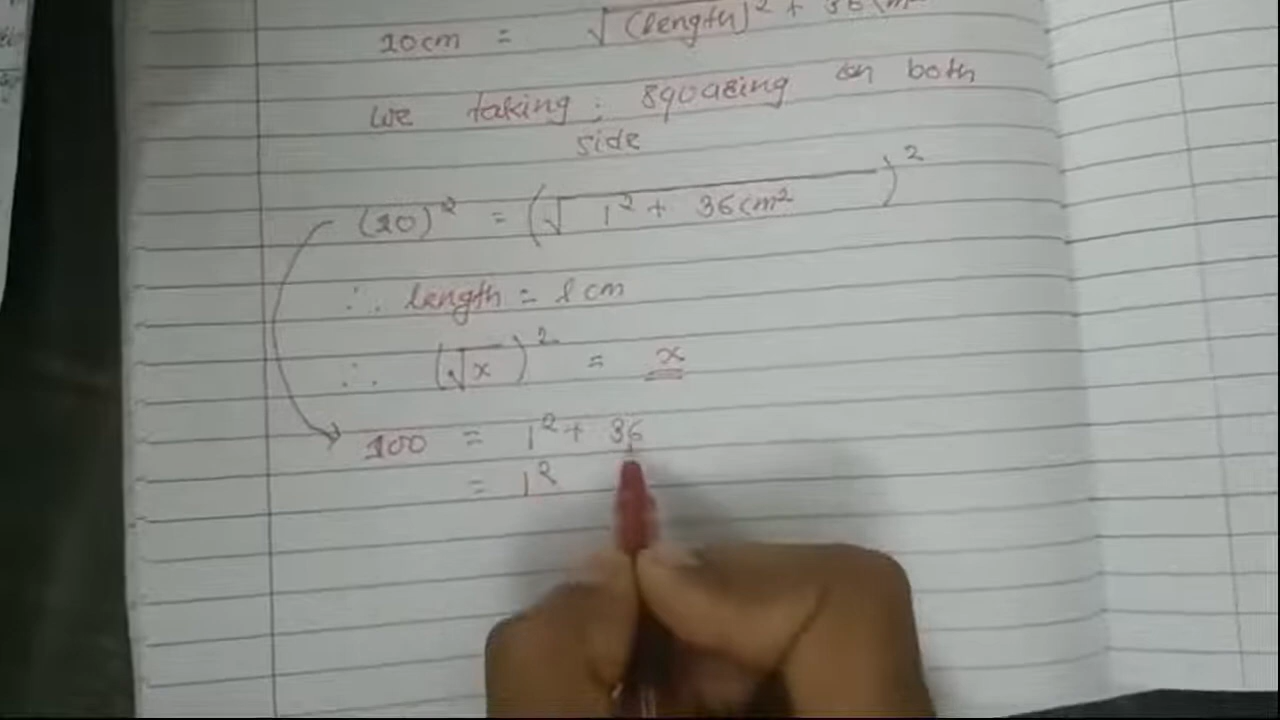 10cm = √(length)² + 36cm²
We taking : squaring on both
side
(10)² = (√l² + 36cm²)²
∴ length = l cm
∴ (√x)² = x
100 = l² + 36
= l²